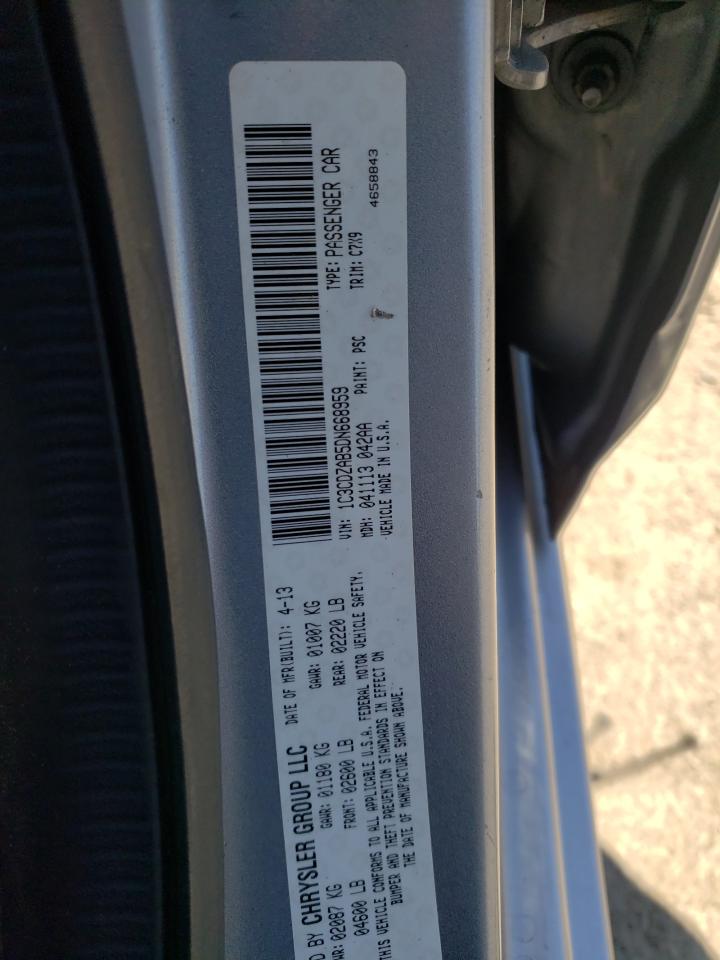 D BY CHRYSLER GROUP LLC DATE OF MFR(BUILT): 4-13
WR: 02087 KG GAWR: 01180 KG GAWR: 01007 KG
04600 LB FRONT: 02600 LB REAR: 02220 LB
THIS VEHICLE CONFORMS TO ALL APPLICABLE U.S.A. FEDERAL MOTOR VEHICLE SAFETY,
BUMPER AND THEFT PREVENTION STANDARDS IN EFFECT ON
THE DATE OF MANUFACTURE SHOWN ABOVE.
VIN: 1C3CDZAB5DN668959 TYPE: PASSENGER CAR
MDH: 041113 042AA PAINT: PSC TRIM: C7X9
VEHICLE MADE IN U.S.A. 4658843